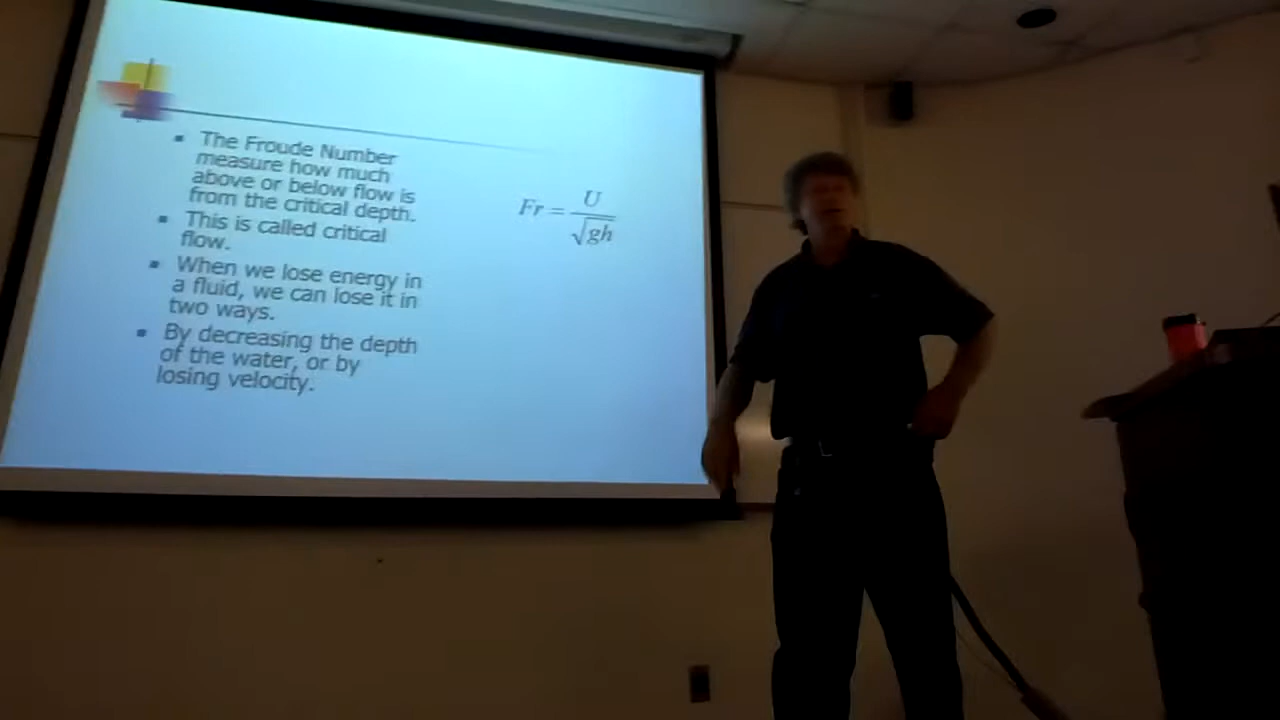 The Froude Number
measure how much
above or below flow is
from the critical depth.
This is called critical
flow.
When we lose energy in
a fluid, we can lose it in
two ways.
By decreasing the depth
of the water, or by
losing velocity.
Fr = U / √gh